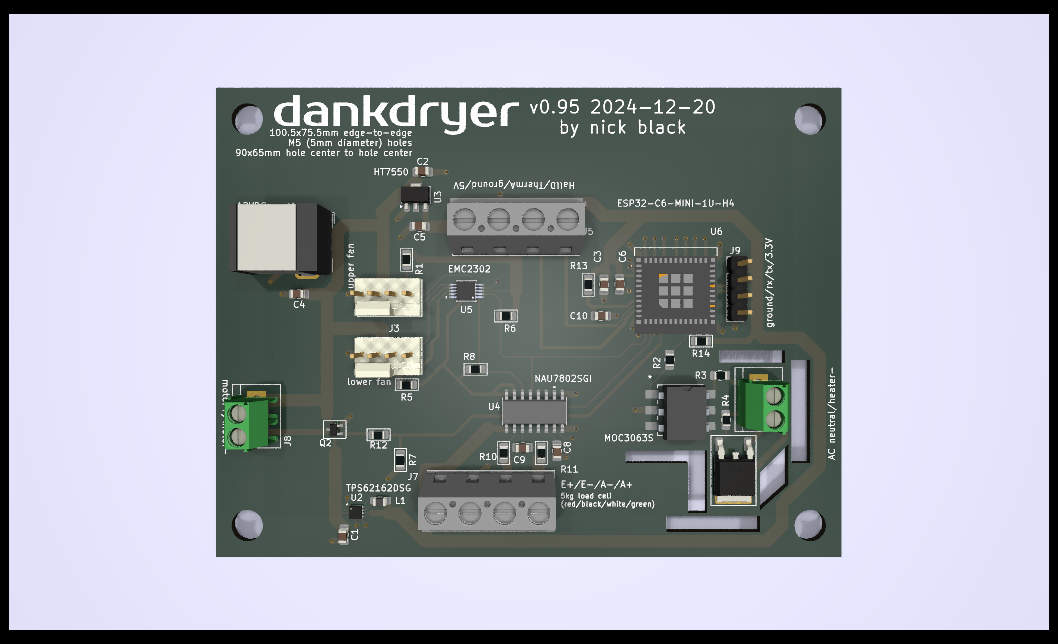 dankdryer v0.95 2024-12-20
by nick black
100.5x75.5mm edge-to-edge
M5 (5mm diameter) holes
90x65mm hole center to hole center
C2
HT7550
U3
HallD/ThermA/ground/5V
ESP32-C6-MINI-1U-H4
C5
J5
U6
upper fan
R1
EMC2302
R13
C3
C6
J9
ground/rx/tx/3.3V
C4
U5
R6
C10
J3
R14
R8
R2
lower fan
R5
NAU7802SGI
R3
U4
R4
MOC3063S
AC neutral/heater-
J8
Q2
R12
R7
R10
C9
C8
R11
J7
TPS62162DSG
U2
L1
C1
E+/E-/A-/A+
5kg load cell
(red/black/white/green)